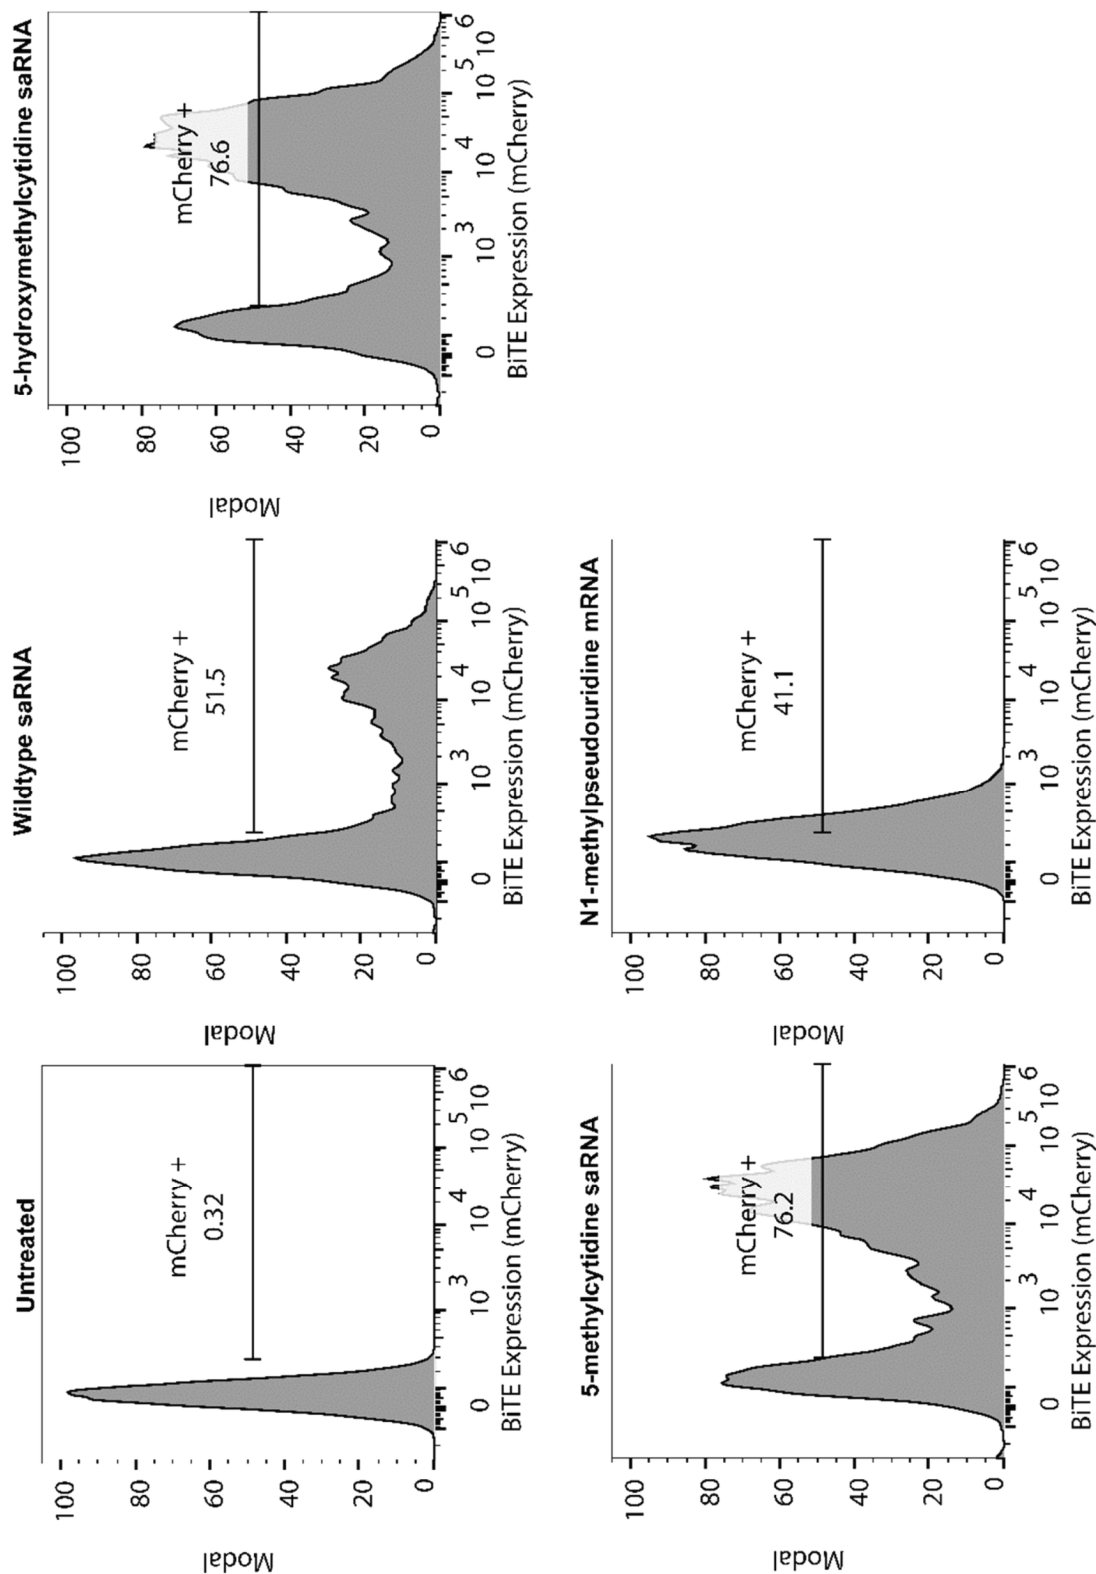 Untreated
Modal
100
80
60
40
20
0
mCherry +
0.32
0 10 3 10 4 10 5 10 6
BiTE Expression (mCherry)
Wildtype saRNA
Modal
100
80
60
40
20
0
mCherry +
51.5
0 10 3 10 4 10 5 10 6
BiTE Expression (mCherry)
5-hydroxymethylcytidine saRNA
Modal
100
80
60
40
20
0
mCherry +
76.6
0 10 3 10 4 10 5 10 6
BiTE Expression (mCherry)
5-methylcytidine saRNA
Modal
100
80
60
40
20
0
mCherry +
76.2
0 10 3 10 4 10 5 10 6
BiTE Expression (mCherry)
N1-methylpseudouridine mRNA
Modal
100
80
60
40
20
0
mCherry +
41.1
0 10 3 10 4 10 5 10 6
BiTE Expression (mCherry)